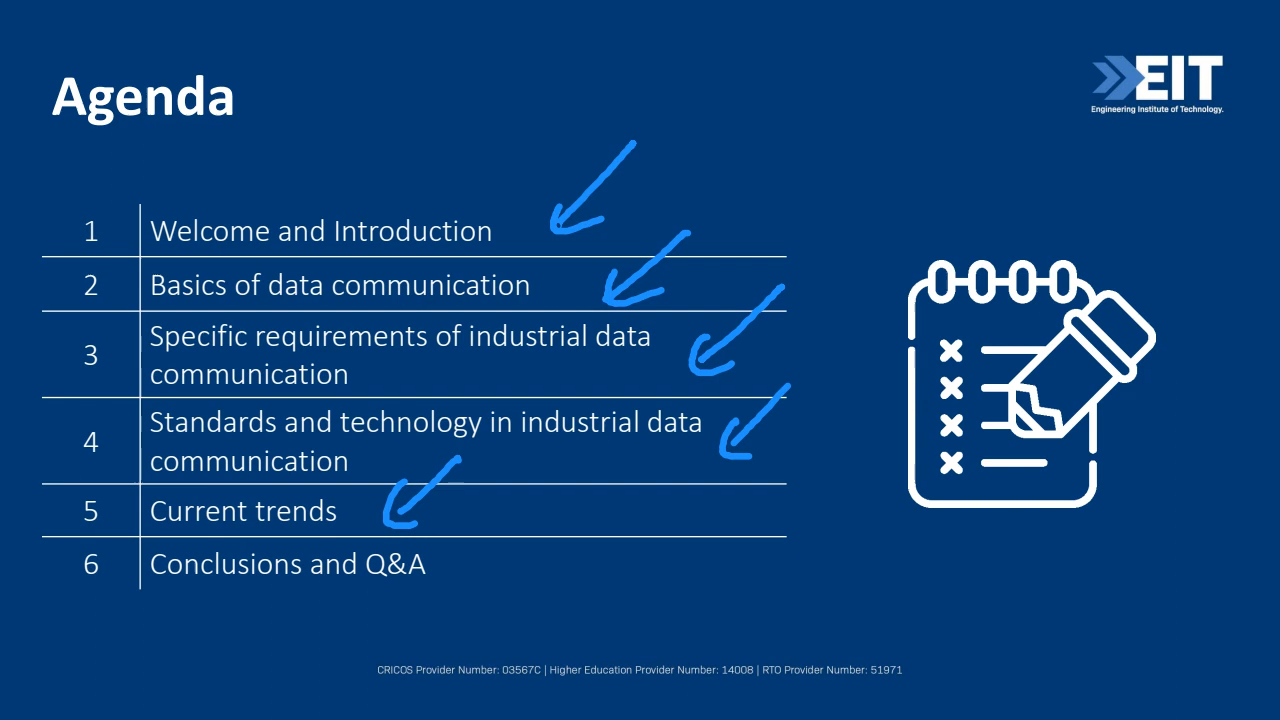 Agenda
EIT
Engineering Institute of Technology.
1 Welcome and Introduction
2 Basics of data communication
3 Specific requirements of industrial data
communication
4 Standards and technology in industrial data
communication
5 Current trends
6 Conclusions and Q&A
CRICOS Provider Number: 03567C | Higher Education Provider Number: 14008 | RTO Provider Number: 51971